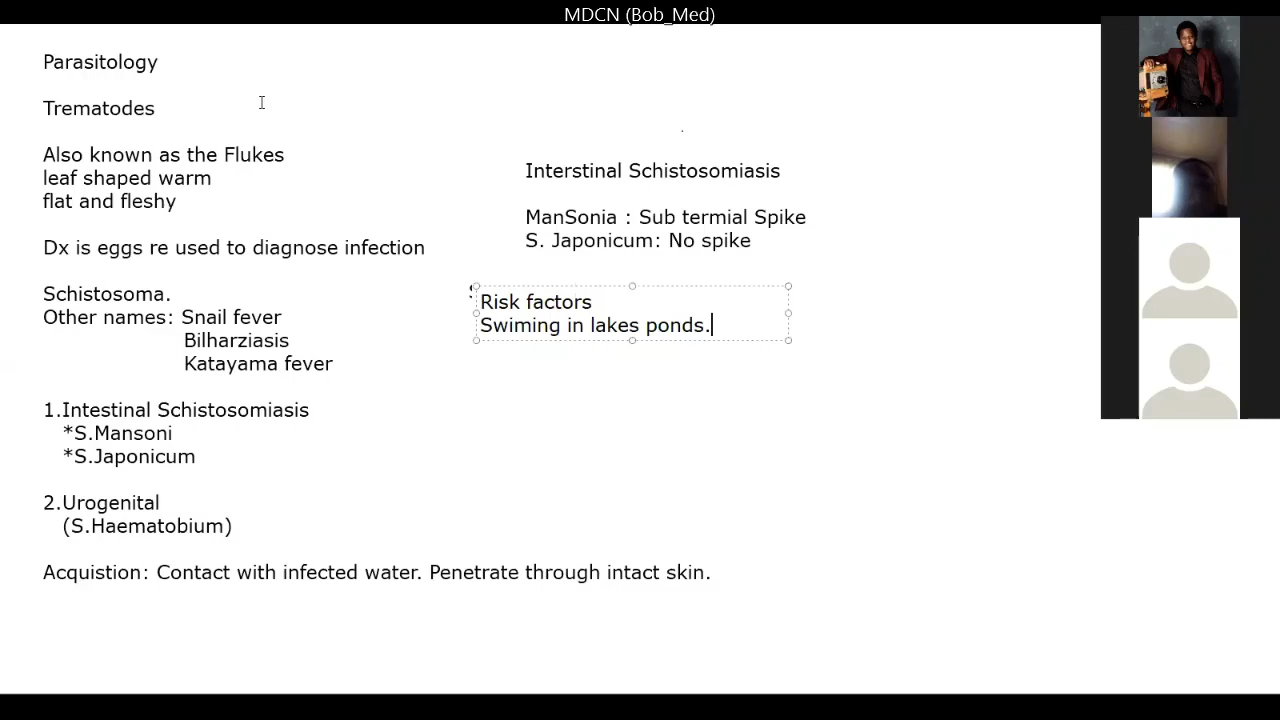 MDCN (Bob_Med)
Parasitology
Trematodes
Also known as the Flukes
leaf shaped warm
flat and fleshy
Dx is eggs re used to diagnose infection
Schistosoma.
Other names: Snail fever
Bilharziasis
Katayama fever
1.Intestinal Schistosomiasis
*S.Mansoni
*S.Japonicum
2.Urogenital
(S.Haematobium)
Acquistion: Contact with infected water. Penetrate through intact skin.
Interstinal Schistosomiasis
ManSonia : Sub termial Spike
S. Japonicum: No spike
Risk factors
Swiming in lakes ponds.